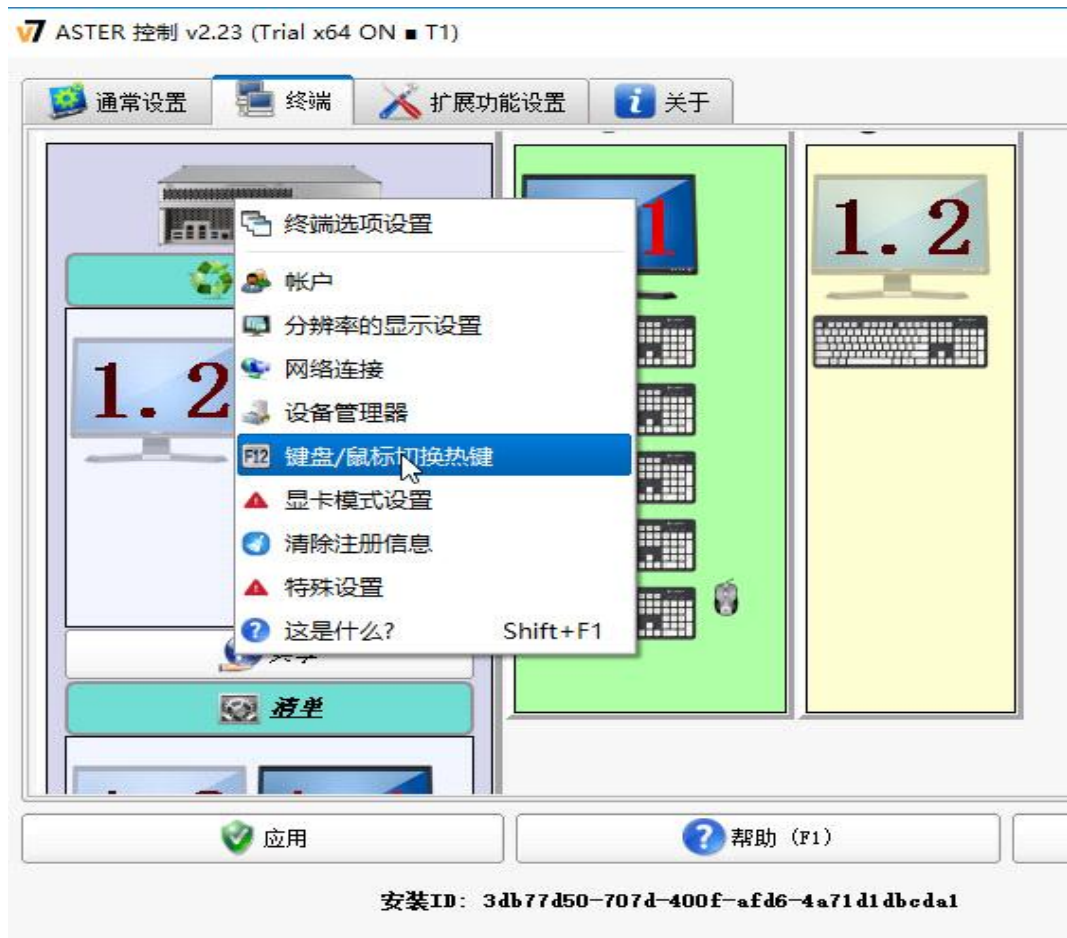 ASTER 控制 v2.23 (Trial x64 ON ■ T1)
通常设置 终端 扩展功能设置 关于
1.2
1
1.2
终端选项设置
帐户
分辨率的显示设置
网络连接
设备管理器
F12 键盘/鼠标切换热键
显卡模式设置
清除注册信息
特殊设置
这是什么? Shift+F1
清单
应用 帮助 (F1)
安装ID: 3db77d50-707d-400f-afd6-4a71d1dbcda1